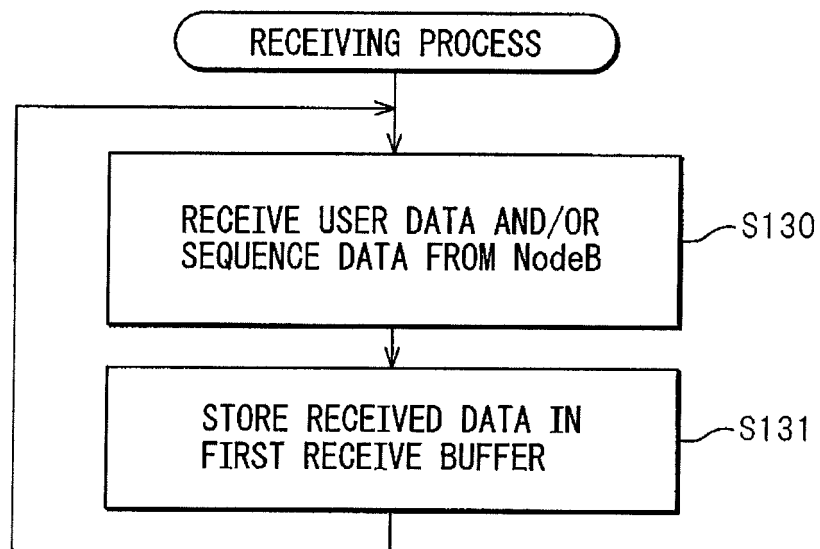 RECEIVING PROCESS
RECEIVE USER DATA AND/OR
SEQUENCE DATA FROM NodeB
S130
STORE RECEIVED DATA IN
FIRST RECEIVE BUFFER
S131